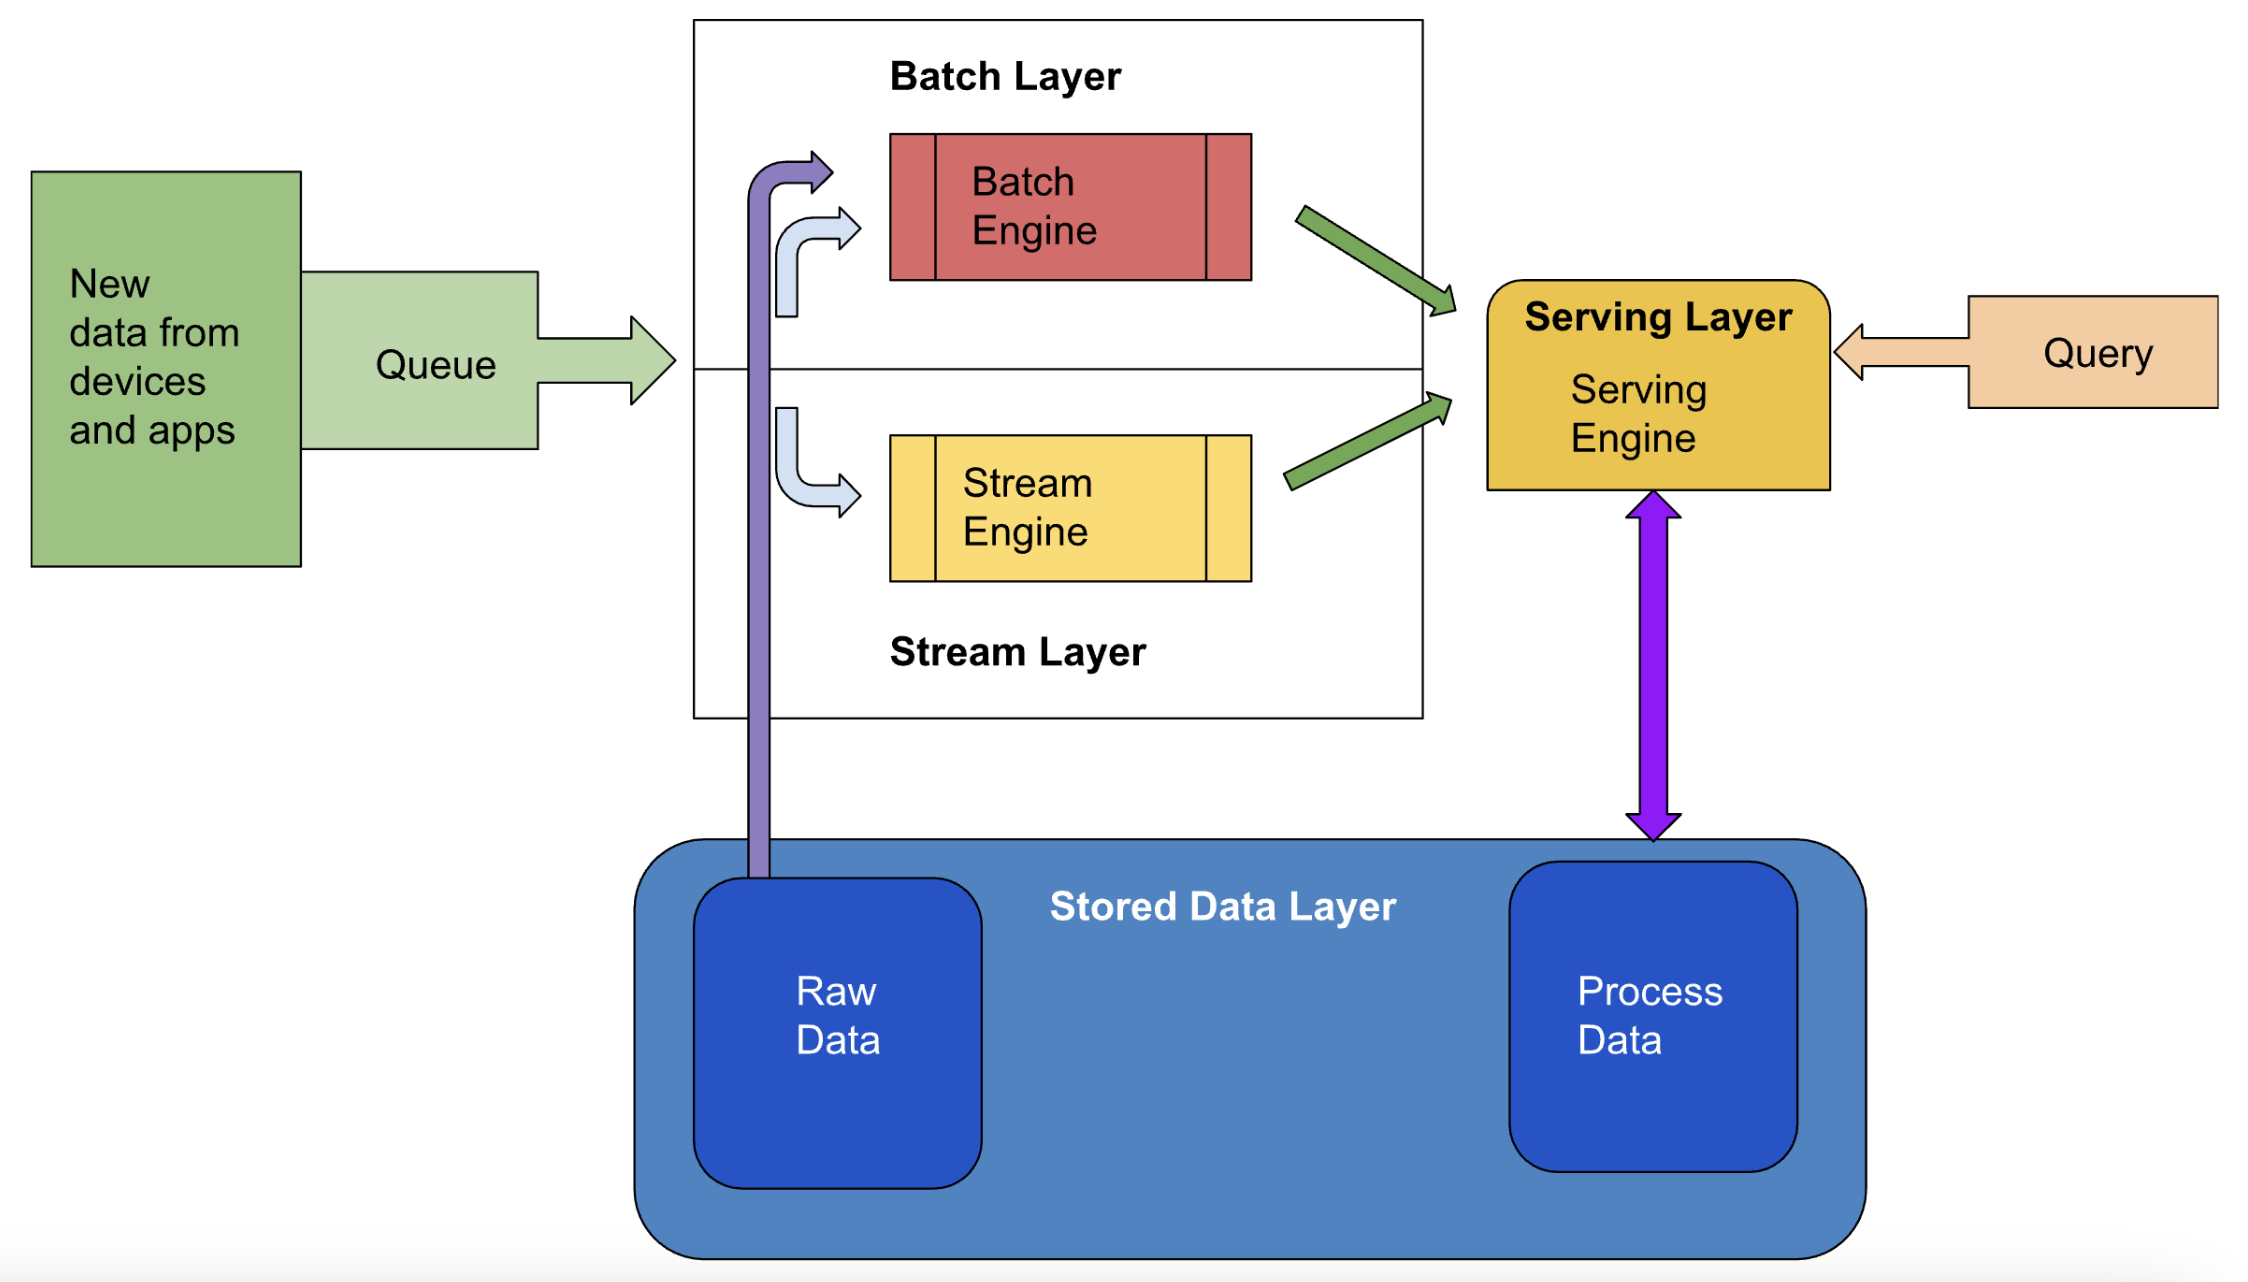 Batch Layer
Batch
Engine
New
data from
devices
and apps
Queue
Serving Layer
Serving
Engine
Query
Stream
Engine
Stream Layer
Stored Data Layer
Raw
Data
Process
Data